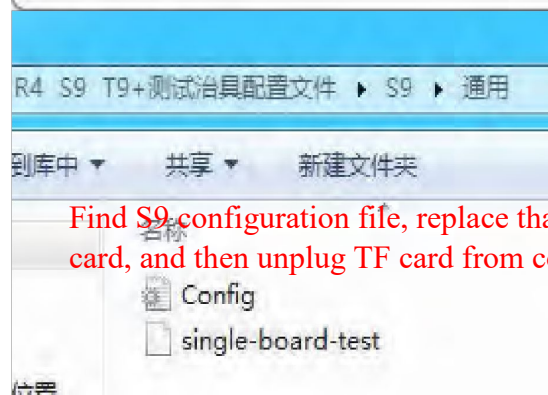 R4 S9 T9+测试治具配置文件 ▸ S9 ▸ 通用
到库中 ▼ 共享 ▼ 新建文件夹
Find S9 configuration file, replace tha
名称
card, and then unplug TF card from co
Config
single-board-test
位置